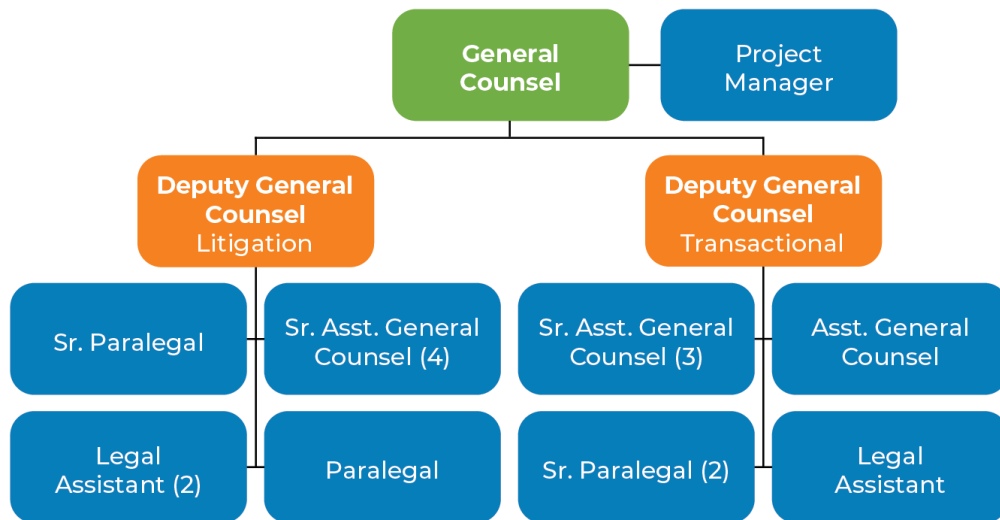 General
Counsel
Project
Manager
Deputy General
Counsel
Litigation
Deputy General
Counsel
Transactional
Sr. Paralegal
Sr. Asst. General
Counsel (4)
Sr. Asst. General
Counsel (3)
Asst. General
Counsel
Legal
Assistant (2)
Paralegal
Sr. Paralegal (2)
Legal
Assistant